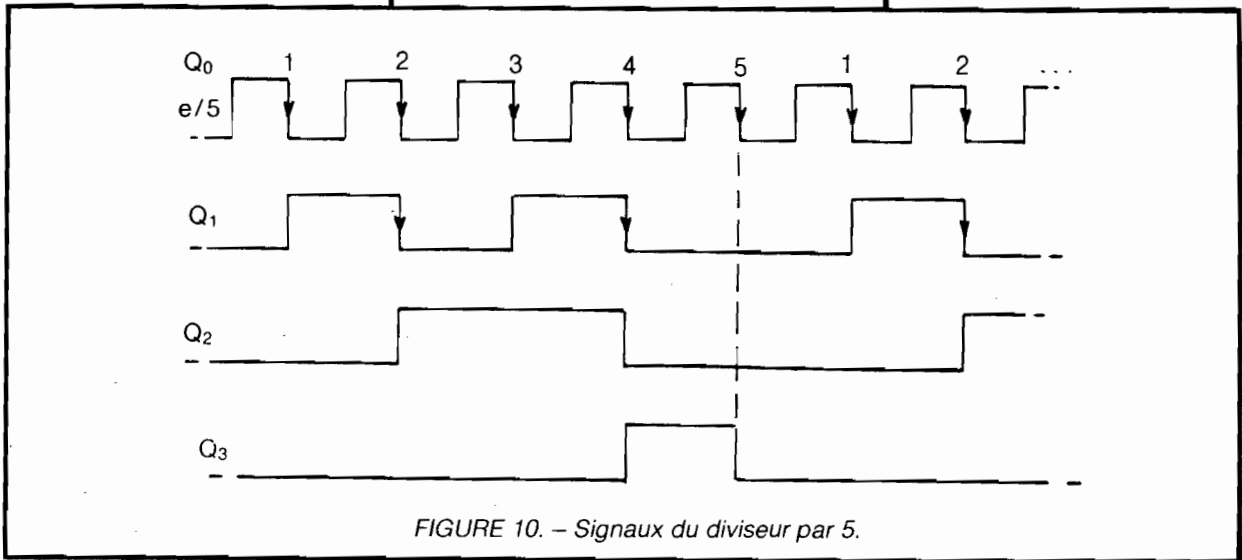 Q0 1 2 3 4 5 1 2 ...
e/5
Q1
Q2
Q3
FIGURE 10. – Signaux du diviseur par 5.